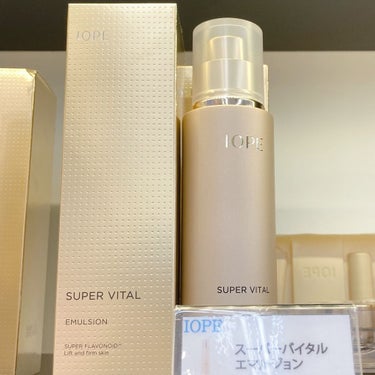 IOPE
SUPER VITAL
EMULSION
SUPER FLAVONOID™
Lift and firm skin
IOPE
SUPER VITAL
IOPE
IOPE
スーパーバイタル
エマルジョン